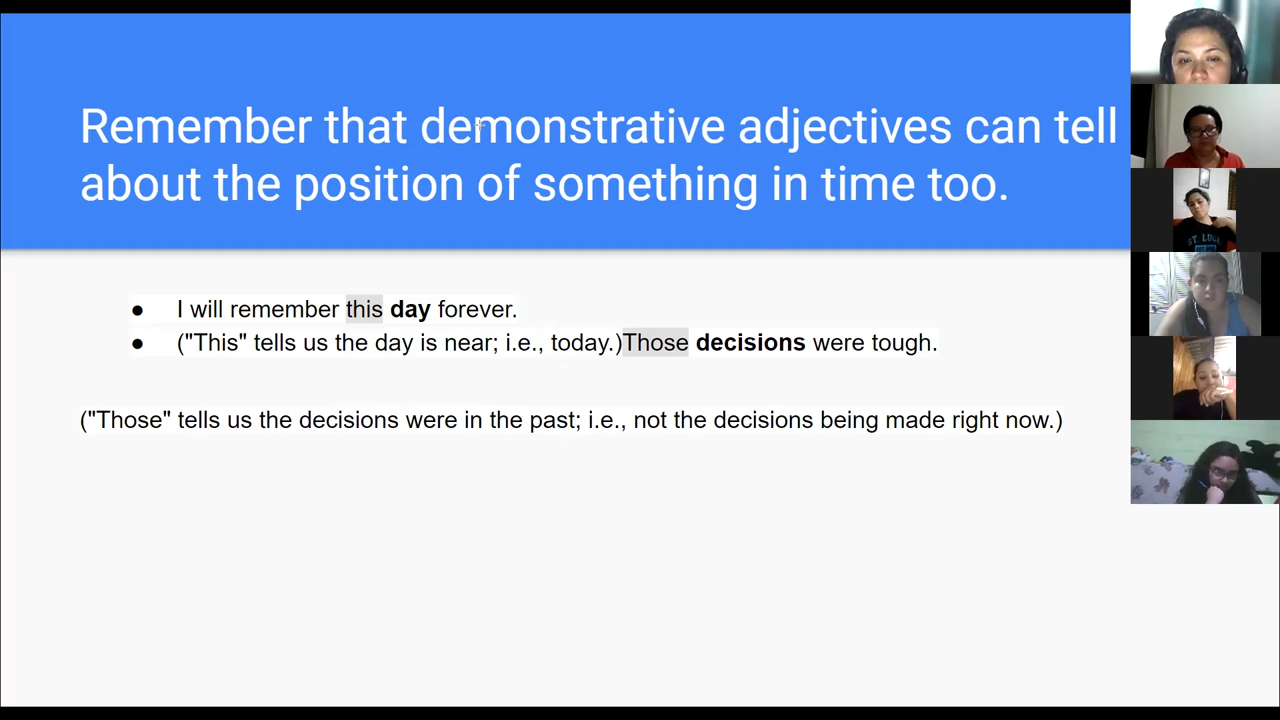 Remember that demonstrative adjectives can tell
about the position of something in time too.
● I will remember this day forever.
● ("This" tells us the day is near; i.e., today.)Those decisions were tough.
("Those" tells us the decisions were in the past; i.e., not the decisions being made right now.)
ST. LOUI